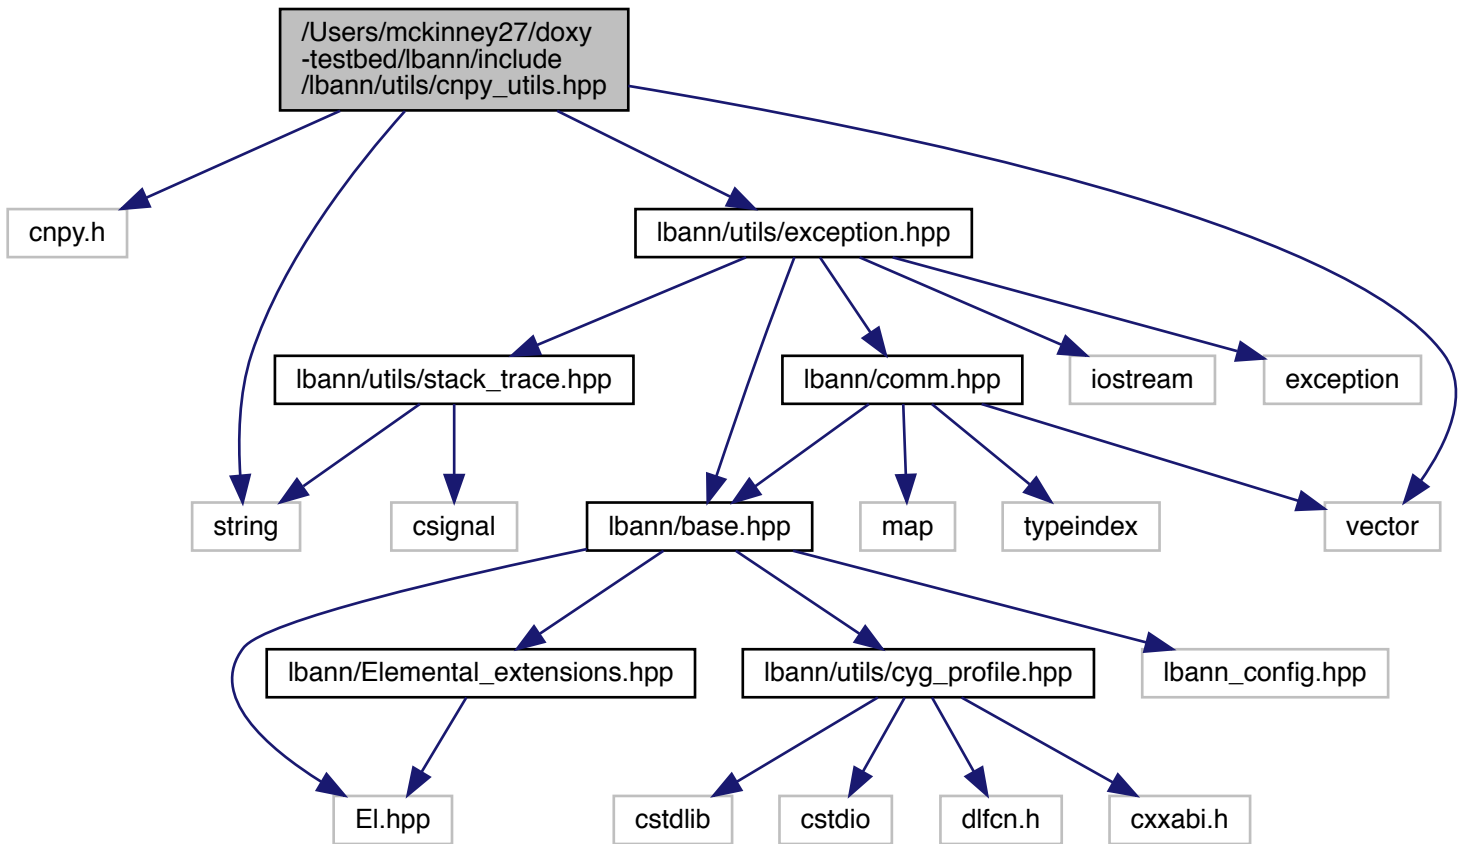 /Users/mckinney27/doxy
-testbed/lbann/include
/lbann/utils/cnpy_utils.hpp
cnpy.h
lbann/utils/exception.hpp
lbann/utils/stack_trace.hpp
lbann/comm.hpp
iostream
exception
string
csignal
lbann/base.hpp
map
typeindex
vector
lbann/Elemental_extensions.hpp
lbann/utils/cyg_profile.hpp
lbann_config.hpp
El.hpp
cstdlib
cstdio
dlfcn.h
cxxabi.h